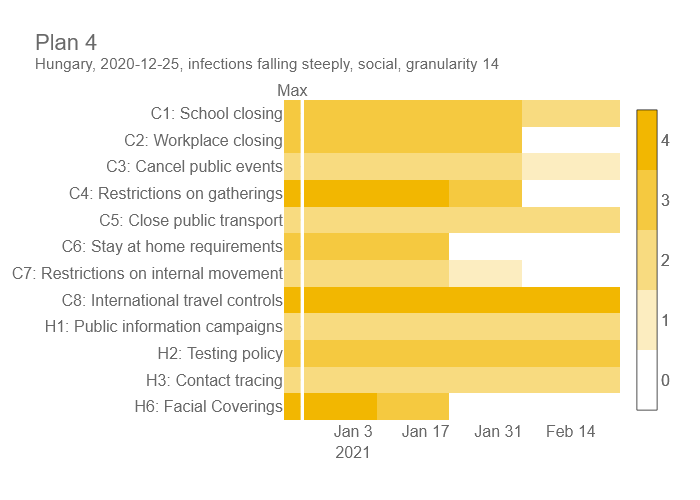 Plan 4
Hungary, 2020-12-25, infections falling steeply, social, granularity 14
Max
C1: School closing
C2: Workplace closing
C3: Cancel public events
C4: Restrictions on gatherings
C5: Close public transport
C6: Stay at home requirements
C7: Restrictions on internal movement
C8: International travel controls
H1: Public information campaigns
H2: Testing policy
H3: Contact tracing
H6: Facial Coverings
Jan 3 Jan 17 Jan 31 Feb 14
2021
4
3
2
1
0